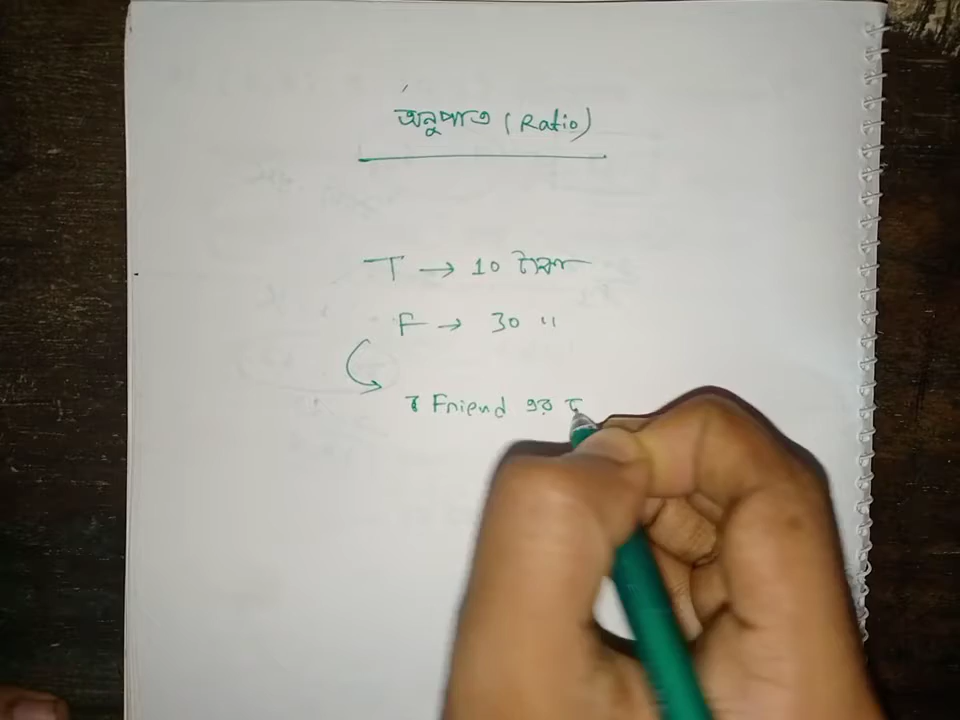 অনুপাত (Ratio)
T → 10 টাকা
F → 30 "
Friend এর